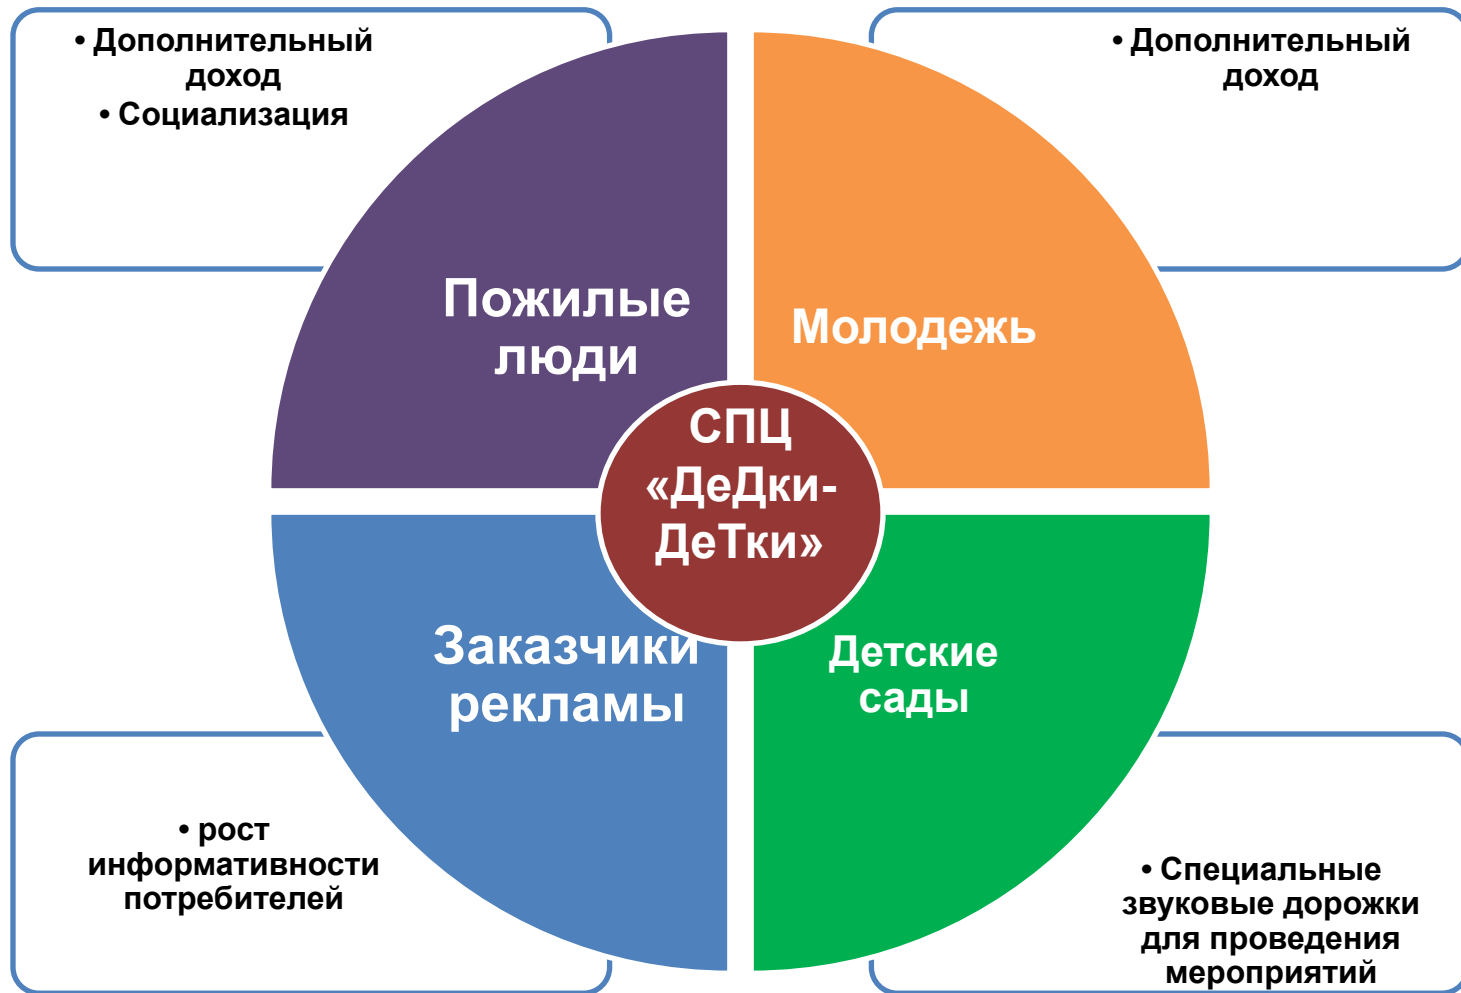 • Дополнительный
доход
• Социализация
• Дополнительный
доход
Пожилые
люди
Молодежь
СПЦ
«ДеДки-
ДеТки»
Заказчики
рекламы
Детские
сады
• рост
информативности
потребителей
• Специальные
звуковые дорожки
для проведения
мероприятий